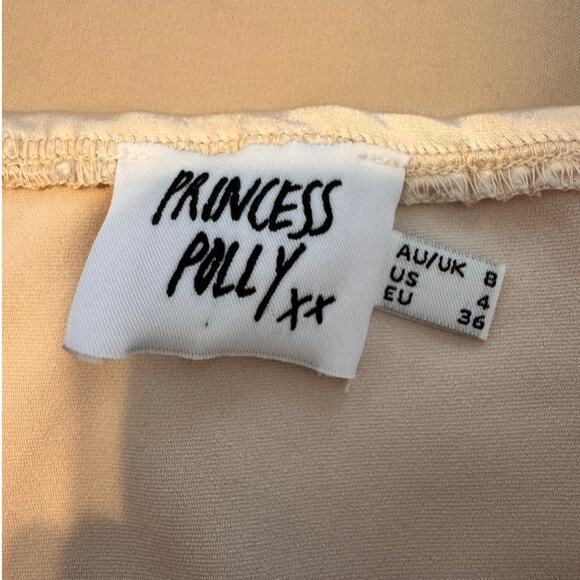 PRINCESS
POLLY xx
AU/UK 8
US 4
EU 36